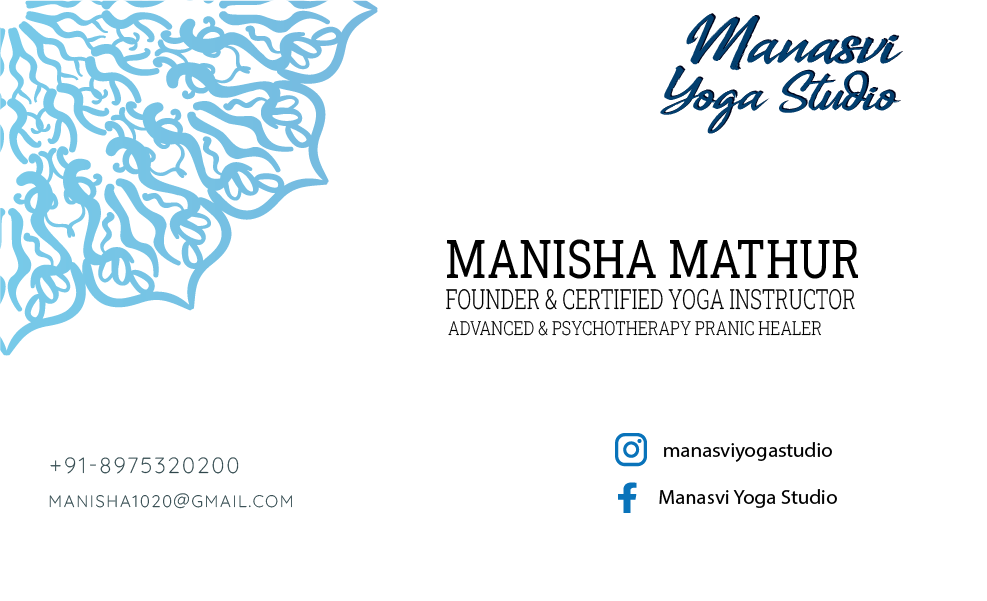 Manasvi
Yoga Studio
MANISHA MATHUR
FOUNDER & CERTIFIED YOGA INSTRUCTOR
ADVANCED & PSYCHOTHERAPY PRANIC HEALER
+91-8975320200
MANISHA1020@GMAIL.COM
manasviyogastudio
Manasvi Yoga Studio